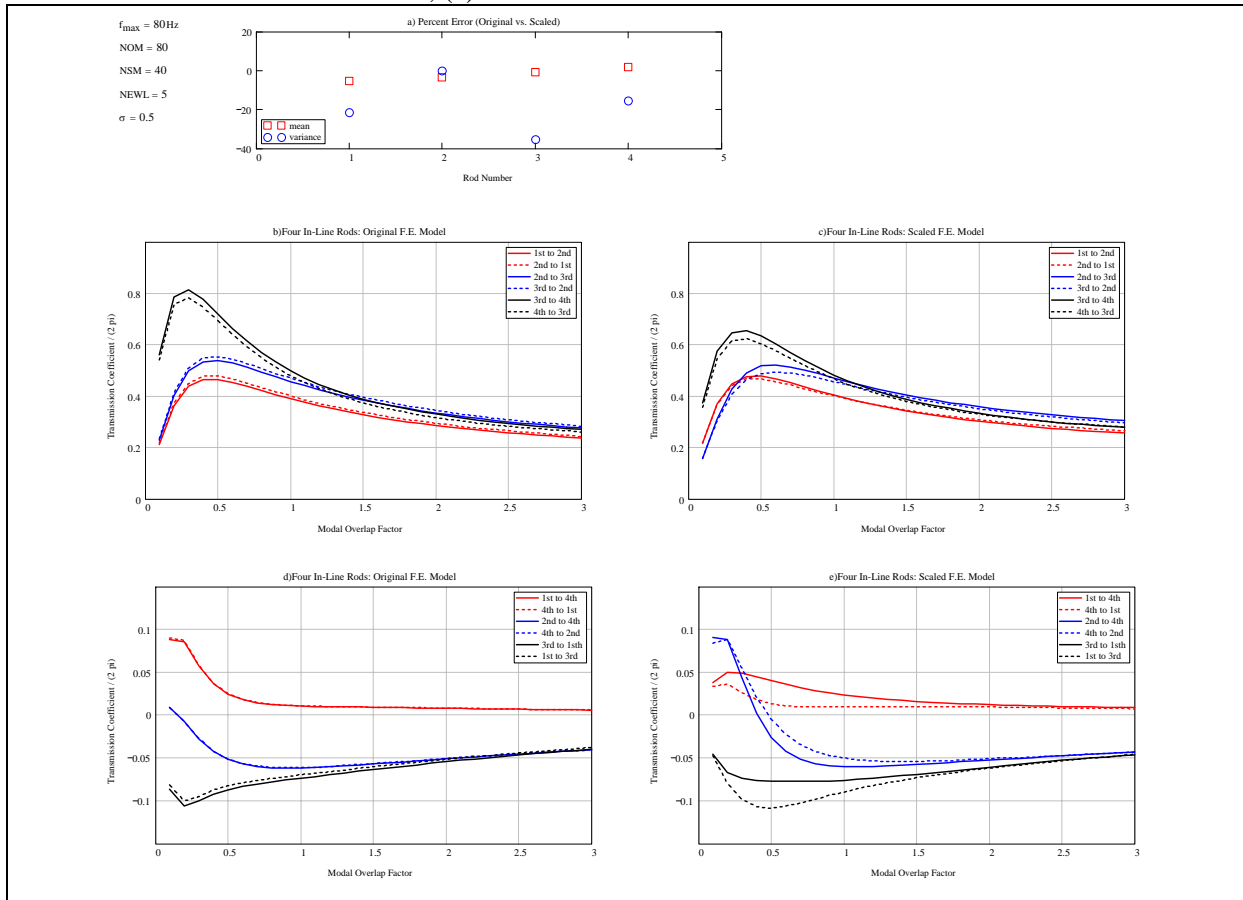 a) Percent Error (Original vs. Scaled)
f max = 80Hz
NOM = 80
NSM = 40
NEWL = 5
σ = 0.5
20
0
−20
−40
mean
variance
0 1 2 3 4 5
Rod Number
b)Four In-Line Rods: Original F.E. Model
Transmission Coefficient / (2 pi)
0.8
0.6
0.4
0.2
0
1st to 2nd
2nd to 1st
2nd to 3rd
3rd to 2nd
3rd to 4th
4th to 3rd
0 0.5 1 1.5 2 2.5 3
Modal Overlap Factor
c)Four In-Line Rods: Scaled F.E. Model
Transmission Coefficient / (2 pi)
0.8
0.6
0.4
0.2
0
1st to 2nd
2nd to 1st
2nd to 3rd
3rd to 2nd
3rd to 4th
4th to 3rd
0 0.5 1 1.5 2 2.5 3
Modal Overlap Factor
d)Four In-Line Rods: Original F.E. Model
Transmission Coefficient / (2 pi)
0.1
0.05
0
−0.05
−0.1
1st to 4th
4th to 1st
2nd to 4th
4th to 2nd
3rd to 1sth
1st to 3rd
0 0.5 1 1.5 2 2.5 3
Modal Overlap Factor
e)Four In-Line Rods: Scaled F.E. Model
Transmission Coefficient / (2 pi)
0.1
0.05
0
−0.05
−0.1
1st to 4th
4th to 1st
2nd to 4th
4th to 2nd
3rd to 1sth
1st to 3rd
0 0.5 1 1.5 2 2.5 3
Modal Overlap Factor